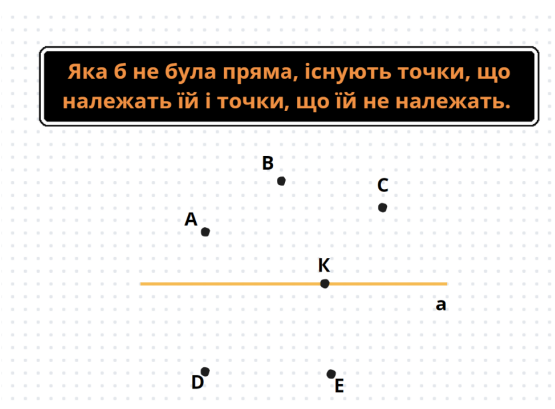 Яка б не була пряма, існують точки, що
належать їй і точки, що їй не належать.
B
C
A
K
a
D
E